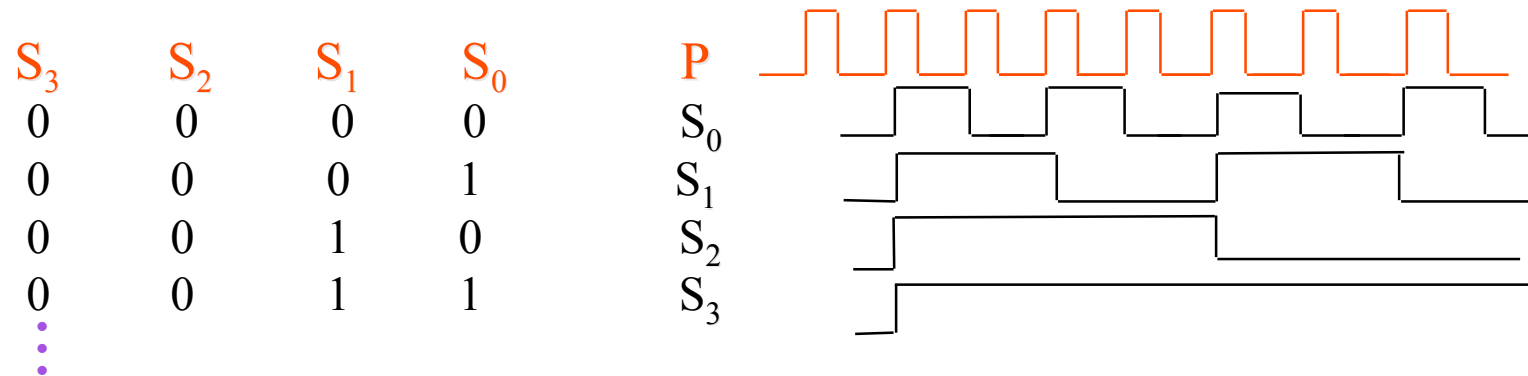 S₃ S₂ S₁ S₀ P
0 0 0 0 S₀
0 0 0 1 S₁
0 0 1 0 S₂
0 0 1 1 S₃